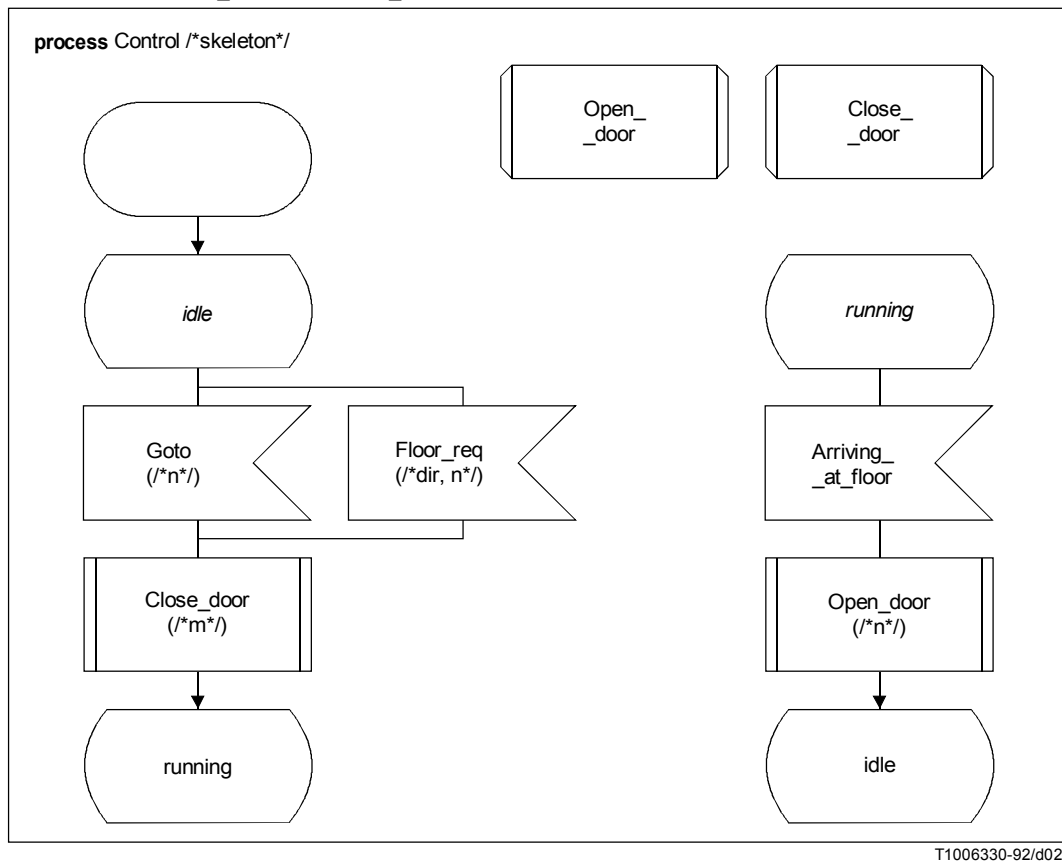 process Control /*skeleton*/
Open_
_door
Close_
_door
idle
running
Goto
(/*n*/)
Floor_req
(/*dir, n*/)
Arriving_
_at_floor
Close_door
(/*m*/)
Open_door
(/*n*/)
running
idle
T1006330-92/d02